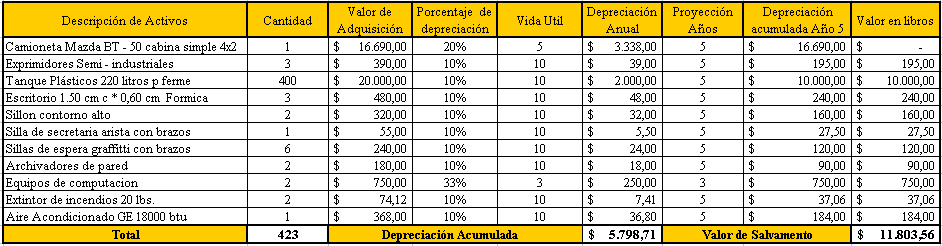 Descripción de Activos Cantidad Valor de Adquisición Porcentaje de depreciación Vida Util Depreciación Anual Proyección Años Depreciación acumulada Año 5 Valor en libros
Camioneta Mazda BT - 50 cabina simple 4x2 1 $ 16.690,00 20% 5 $ 3.338,00 5 $ 16.690,00 $ -
Exprimidores Semi - industriales 3 $ 390,00 10% 10 $ 39,00 5 $ 195,00 $ 195,00
Tanque Plásticos 220 litros p ferme 400 $ 20.000,00 10% 10 $ 2.000,00 5 $ 10.000,00 $ 10.000,00
Escritorio 1.50 cm c * 0,60 cm Formica 3 $ 480,00 10% 10 $ 48,00 5 $ 240,00 $ 240,00
Sillon contorno alto 2 $ 320,00 10% 10 $ 32,00 5 $ 160,00 $ 160,00
Silla de secretaria arista con brazos 1 $ 55,00 10% 10 $ 5,50 5 $ 27,50 $ 27,50
Sillas de espera graffitti con brazos 6 $ 240,00 10% 10 $ 24,00 5 $ 120,00 $ 120,00
Archivadores de pared 2 $ 180,00 10% 10 $ 18,00 5 $ 90,00 $ 90,00
Equipos de computacion 2 $ 750,00 33% 3 $ 250,00 3 $ 750,00 $ 750,00
Extintor de incendios 20 lbs. 2 $ 74,12 10% 10 $ 7,41 5 $ 37,06 $ 37,06
Aire Acondicionado GE 18000 btu 1 $ 368,00 10% 10 $ 36,80 5 $ 184,00 $ 184,00
Total 423 Depreciación Acumulada $ 5.798,71 Valor de Salvamento $ 11.803,56